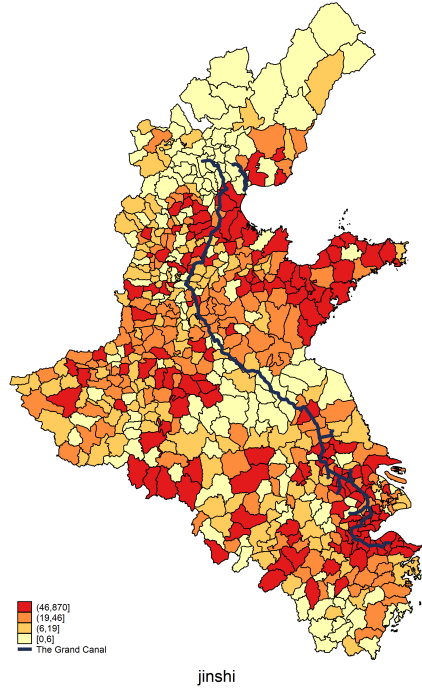 (46,870]
(19,46]
(6,19]
[0,6]
The Grand Canal
jinshi